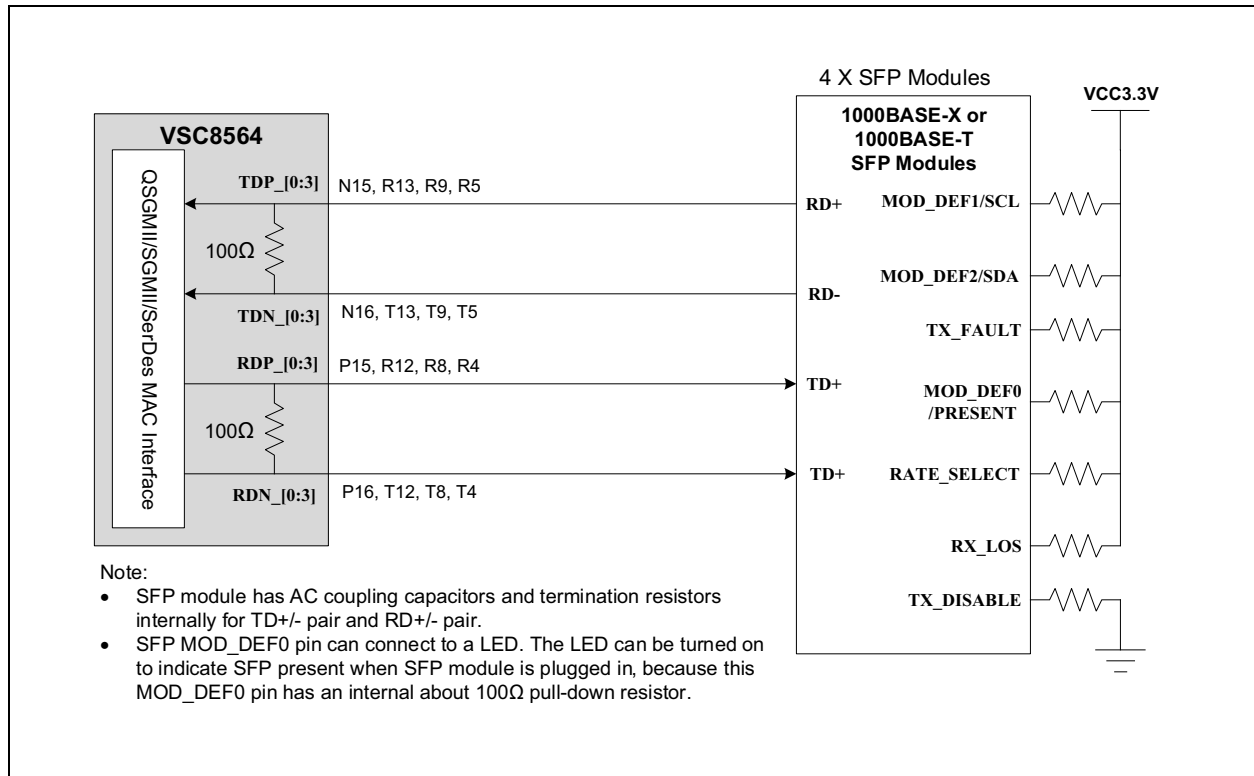 4 X SFP Modules
VCC3.3V
VSC8564
1000BASE-X or
1000BASE-T
SFP Modules
QSGMII/SGMII/SerDes MAC Interface
TDP_[0:3]
N15, R13, R9, R5
RD+
MOD_DEF1/SCL
100Ω
TDN_[0:3]
N16, T13, T9, T5
RD-
MOD_DEF2/SDA
TX_FAULT
RDP_[0:3]
P15, R12, R8, R4
TD+
MOD_DEF0
/PRESENT
100Ω
RDN_[0:3]
P16, T12, T8, T4
TD+
RATE_SELECT
RX_LOS
TX_DISABLE
Note:
• SFP module has AC coupling capacitors and termination resistors
internally for TD+/- pair and RD+/- pair.
• SFP MOD_DEF0 pin can connect to a LED. The LED can be turned on
to indicate SFP present when SFP module is plugged in, because this
MOD_DEF0 pin has an internal about 100Ω pull-down resistor.